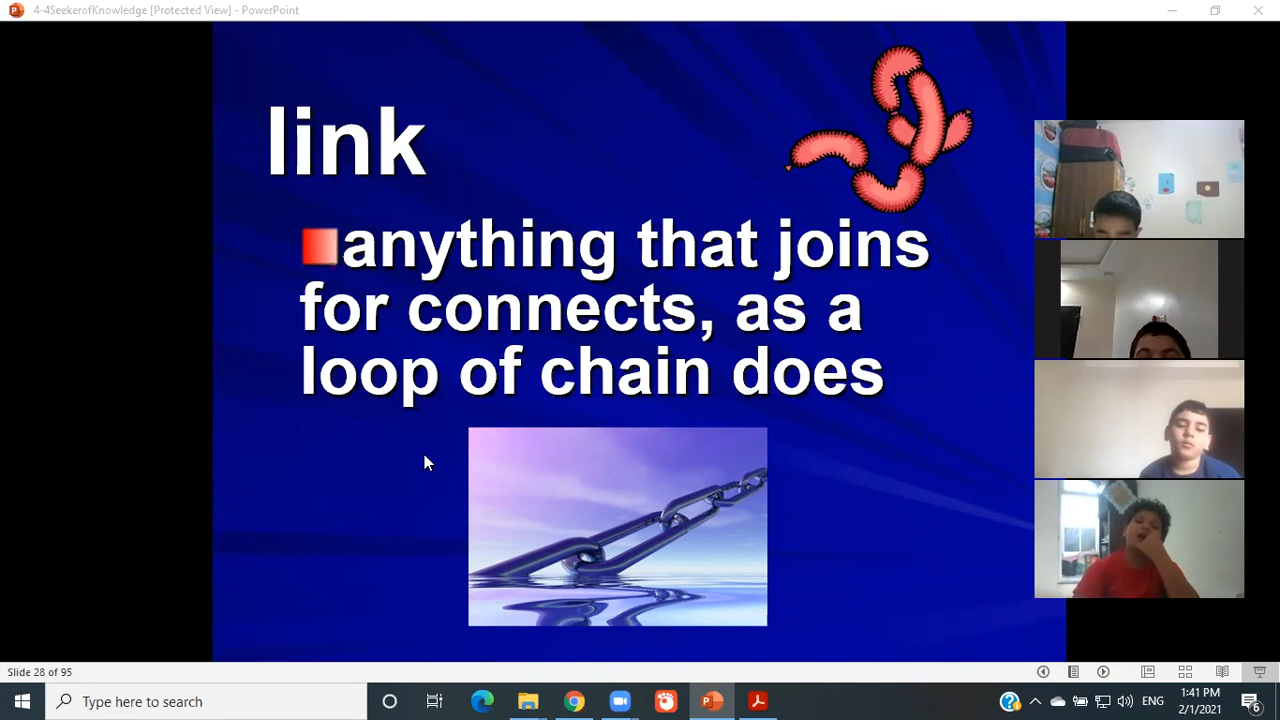 4-4SeekerofKnowledge [Protected View] - PowerPoint
link
anything that joins
for connects, as a
loop of chain does
Slide 28 of 95
Type here to search
ENG
1:41 PM
2/1/2021
6